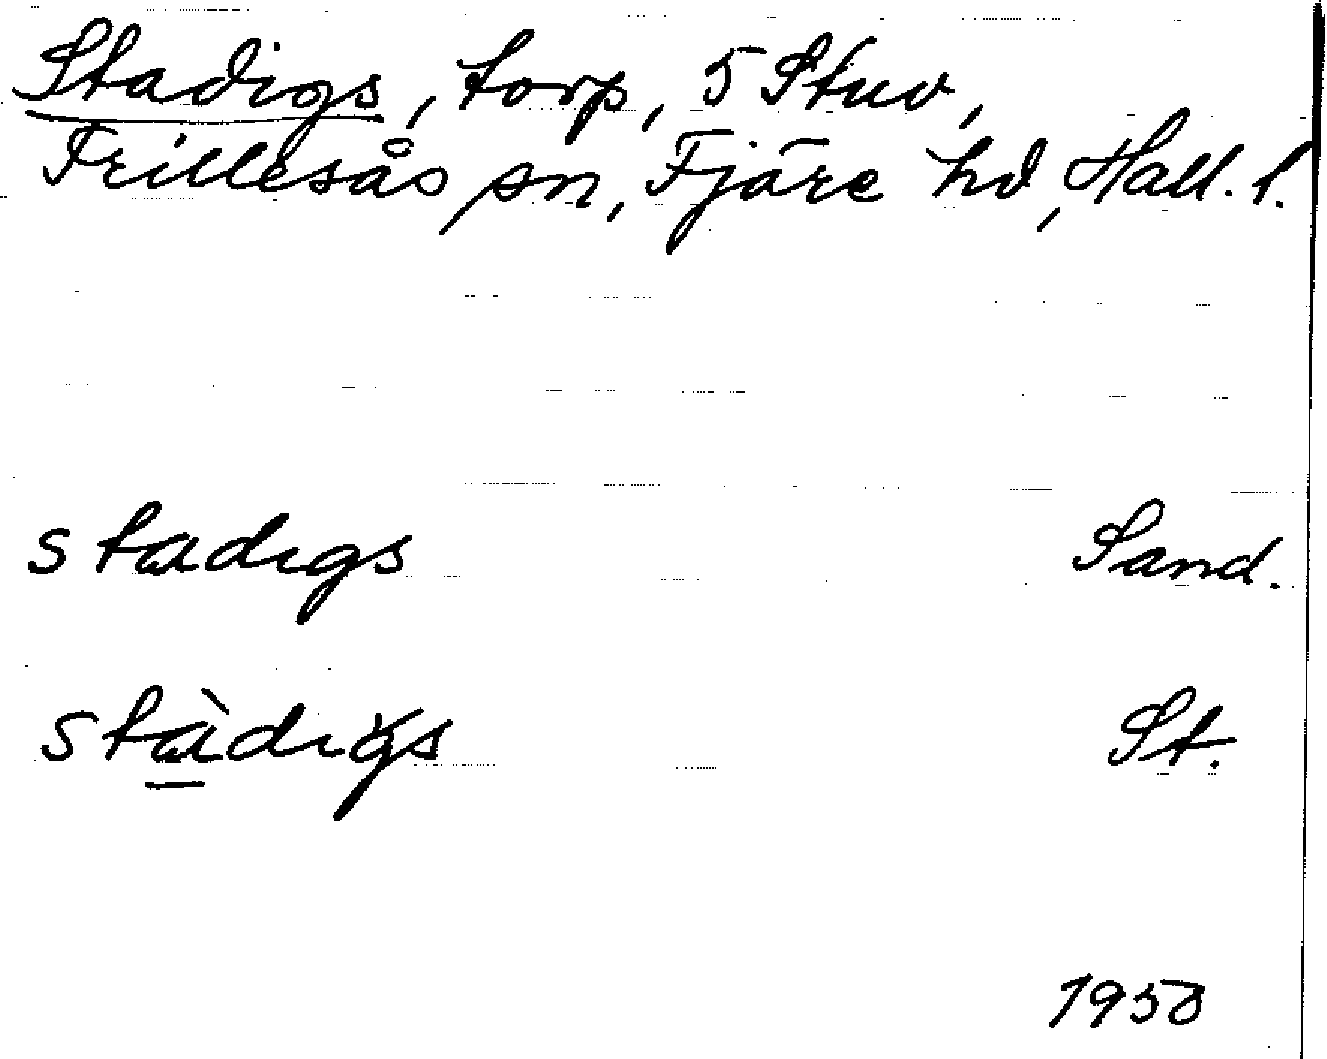 Stadigs, torp, 5 Stuv,
Frillesås sn, Fjäre hd, Hall. l.
stadigs Sand.
stàdigs St.
1958